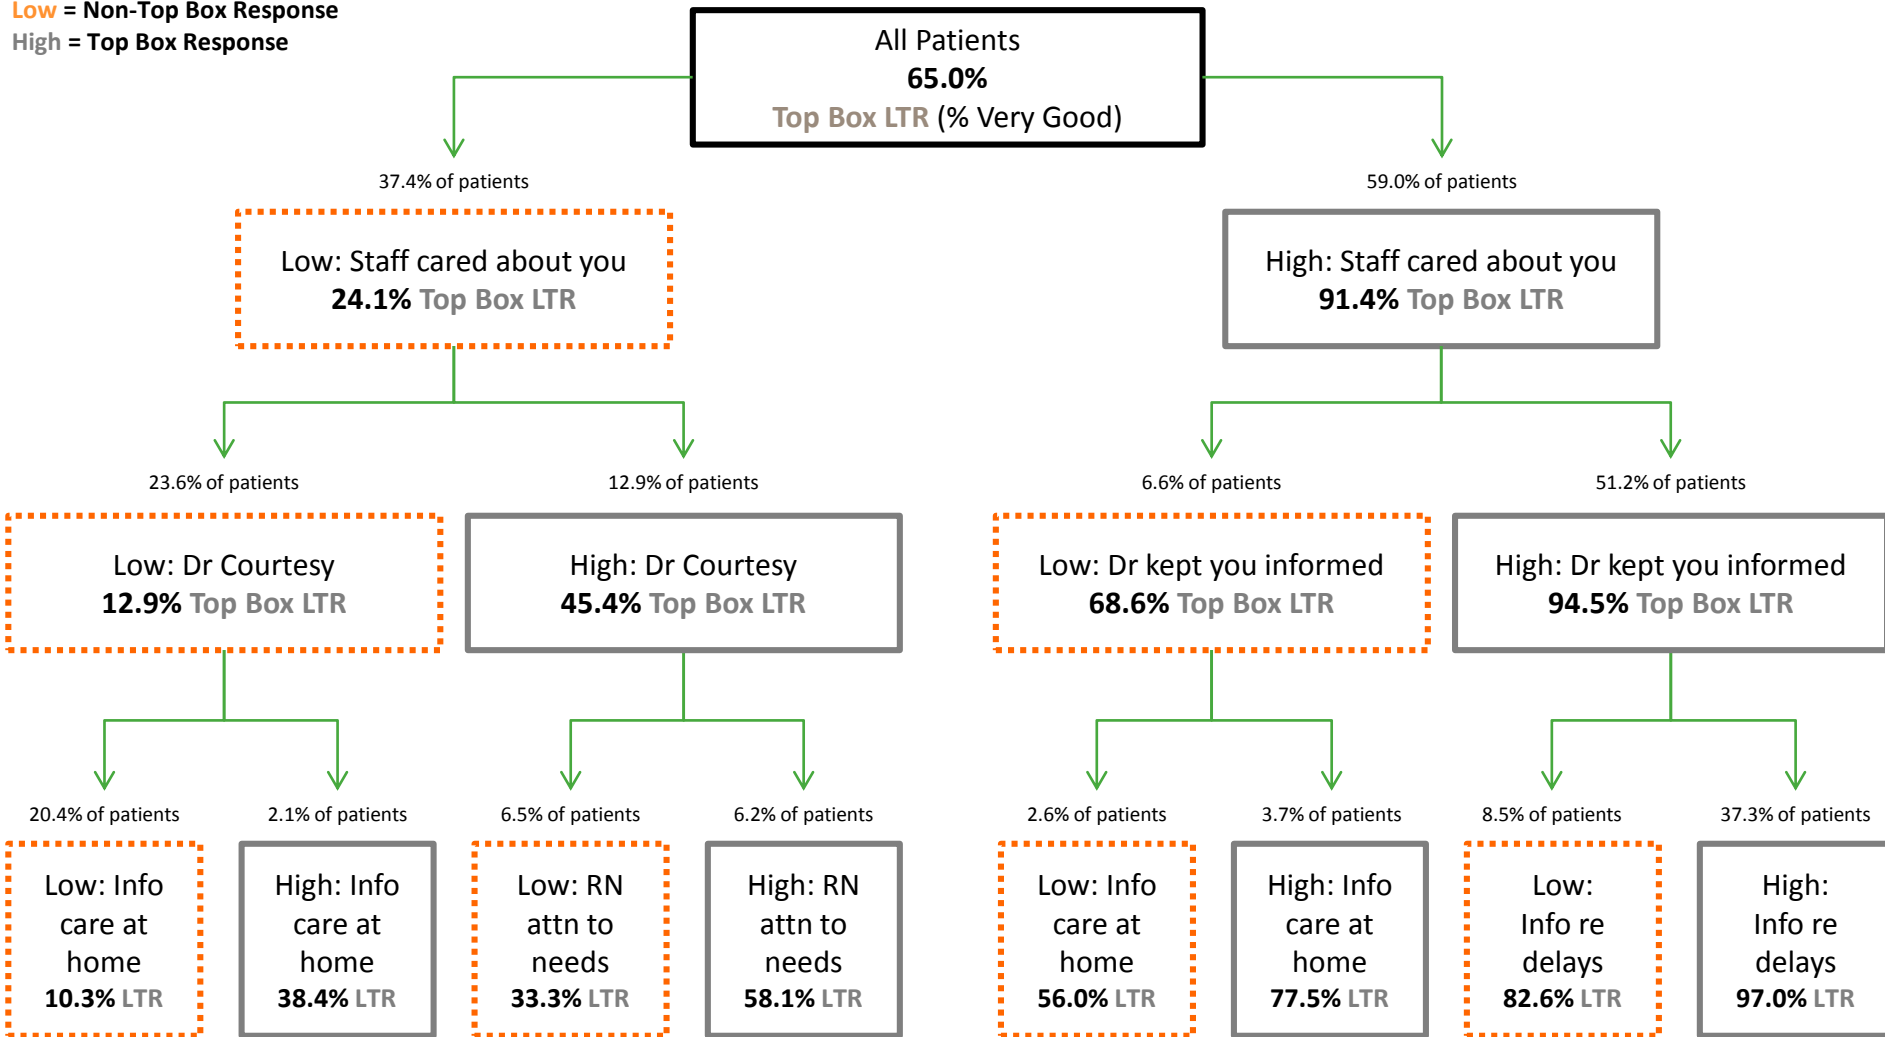 Low = Non-Top Box Response
High = Top Box Response
All Patients
65.0%
Top Box LTR (% Very Good)
37.4% of patients
59.0% of patients
Low: Staff cared about you
24.1% Top Box LTR
High: Staff cared about you
91.4% Top Box LTR
23.6% of patients
12.9% of patients
6.6% of patients
51.2% of patients
Low: Dr Courtesy
12.9% Top Box LTR
High: Dr Courtesy
45.4% Top Box LTR
Low: Dr kept you informed
68.6% Top Box LTR
High: Dr kept you informed
94.5% Top Box LTR
20.4% of patients
2.1% of patients
6.5% of patients
6.2% of patients
2.6% of patients
3.7% of patients
8.5% of patients
37.3% of patients
Low: Info
care at
home
10.3% LTR
High: Info
care at
home
38.4% LTR
Low: RN
attn to
needs
33.3% LTR
High: RN
attn to
needs
58.1% LTR
Low: Info
care at
home
56.0% LTR
High: Info
care at
home
77.5% LTR
Low:
Info re
delays
82.6% LTR
High:
Info re
delays
97.0% LTR